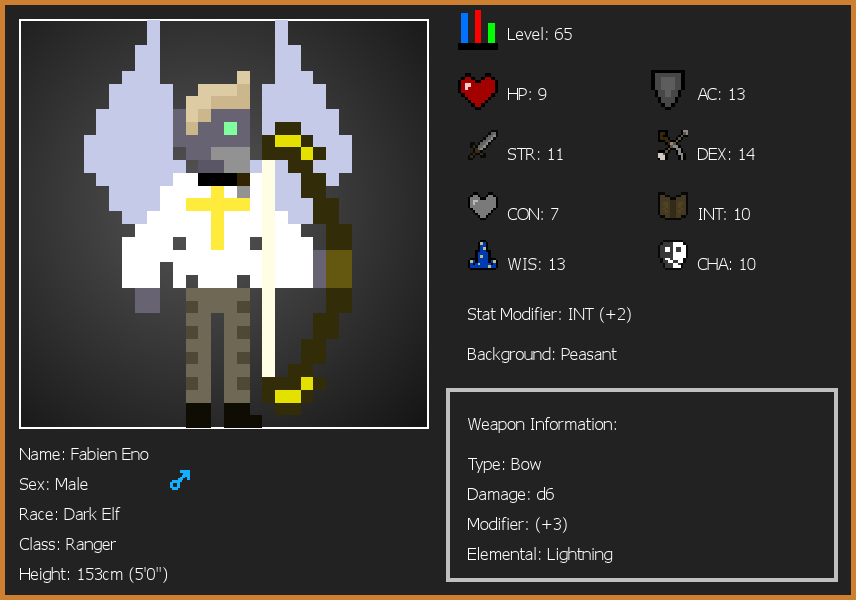 Level: 65
HP: 9
AC: 13
STR: 11
DEX: 14
CON: 7
INT: 10
WIS: 13
CHA: 10
Stat Modifier: INT (+2)
Background: Peasant
Weapon Information:
Type: Bow
Damage: d6
Modifier: (+3)
Elemental: Lightning
Name: Fabien Eno
Sex: Male
Race: Dark Elf
Class: Ranger
Height: 153cm (5'0")